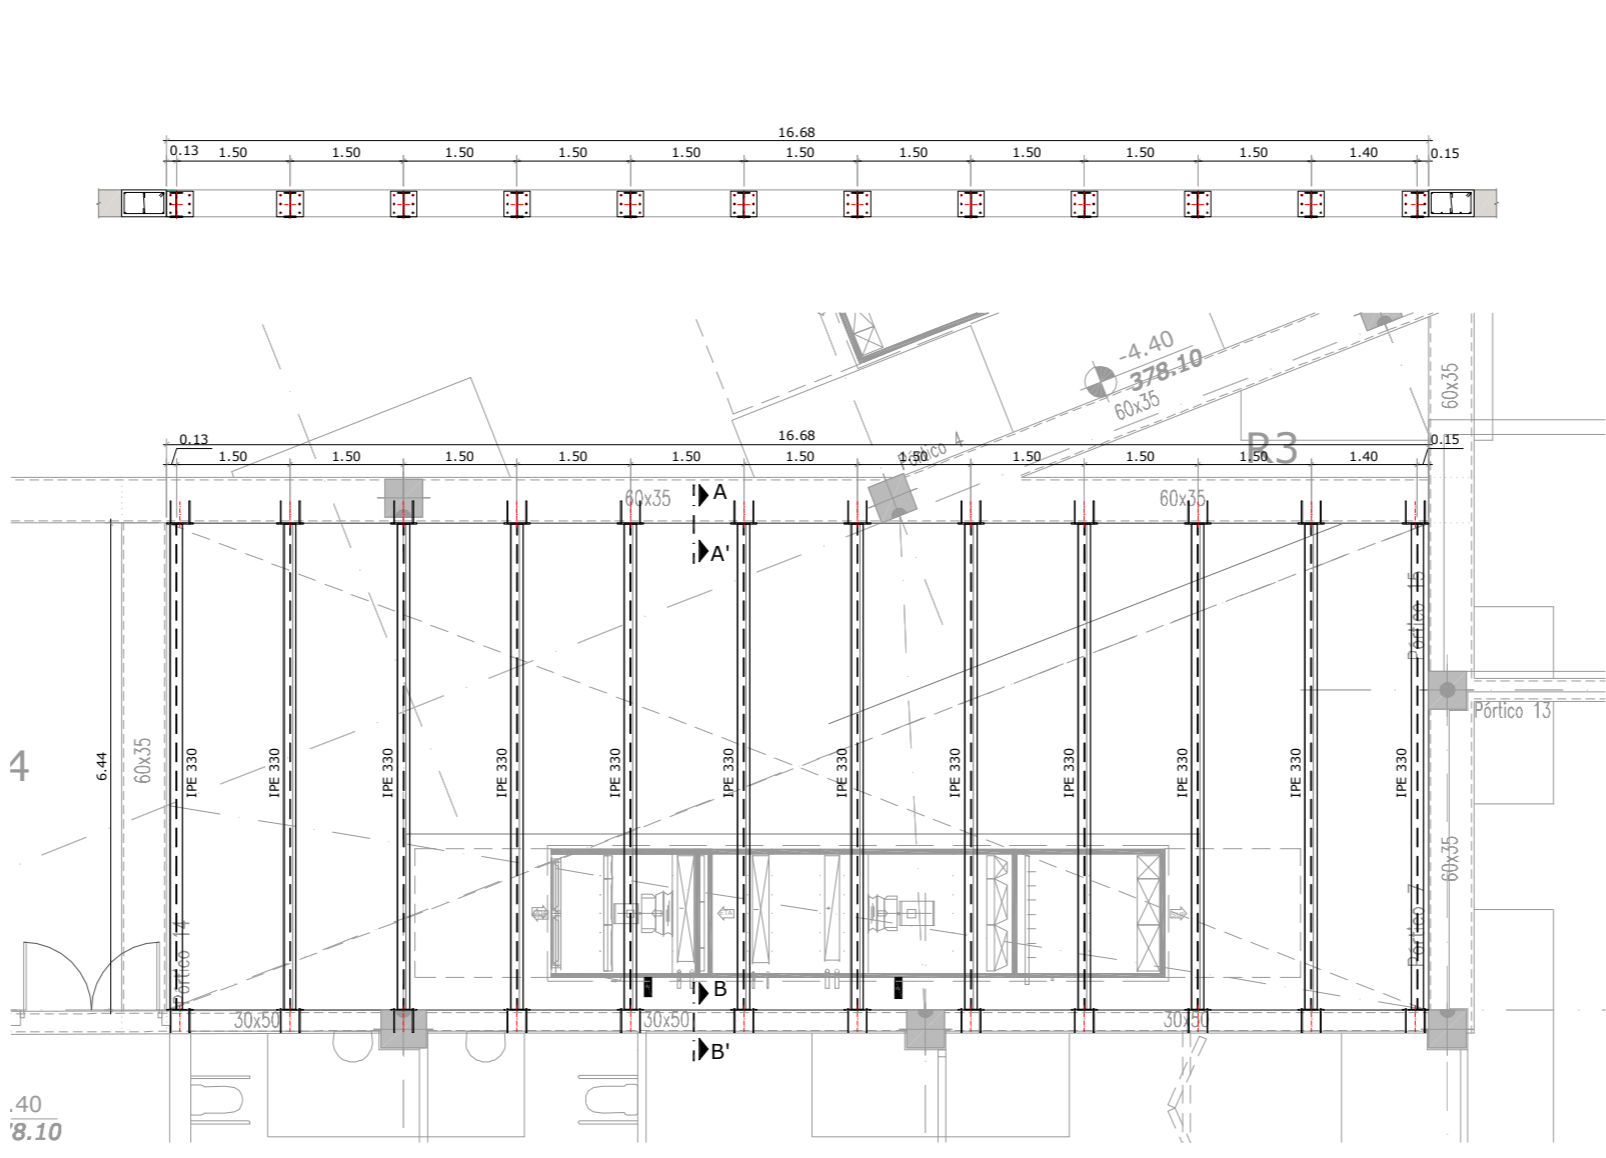 16.68
0.13 1.50 1.50 1.50 1.50 1.50 1.50 1.50 1.50 1.50 1.50 1.40 0.15
-4.40
378.10
60x35
60x35
16.68
0.13 0.15
1.50 1.50 1.50 1.50 1.50 1.50 1.50 1.50 1.50 1.50 1.40
Pórtico 4
R3
A
60x35 60x35
A'
Pórtico 15
Pórtico 13
4
6.44
60x35
IPE 330 IPE 330 IPE 330 IPE 330 IPE 330 IPE 330 IPE 330 IPE 330 IPE 330 IPE 330 IPE 330 IPE 330
60x35
Pórtico 14
Pórtico 7
B
30x50 30x50 30x50
B'
.40
78.10